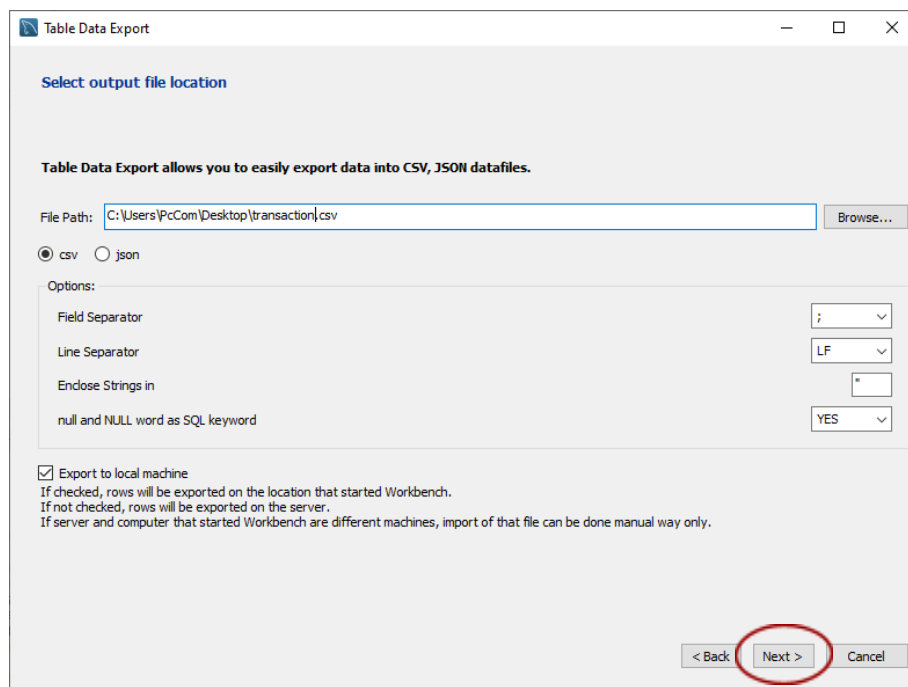 Table Data Export
Select output file location
Table Data Export allows you to easily export data into CSV, JSON datafiles.
File Path: C:\Users\PcCom\Desktop\transaction.csv Browse...
csv json
Options:
Field Separator ;
Line Separator LF
Enclose Strings in "
null and NULL word as SQL keyword YES
Export to local machine
If checked, rows will be exported on the location that started Workbench.
If not checked, rows will be exported on the server.
If server and computer that started Workbench are different machines, import of that file can be done manual way only.
< Back Next > Cancel